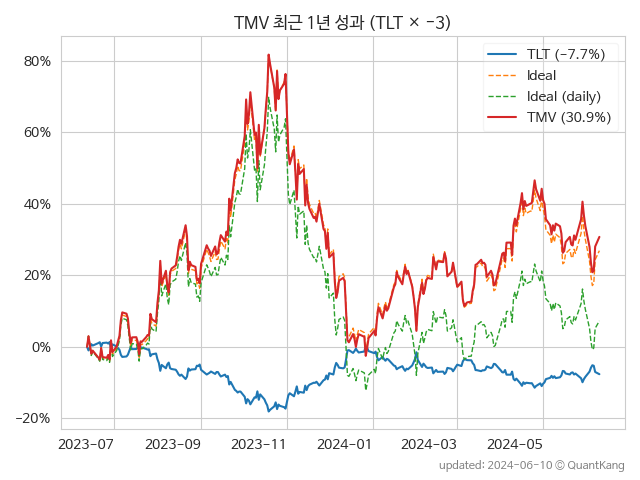 TMV 최근 1년 성과 (TLT × −3)
TLT (−7.7%)
Ideal
Ideal (daily)
TMV (30.9%)
80%
60%
40%
20%
0%
−20%
2023−07
2023−09
2023−11
2024−01
2024−03
2024−05
updated: 2024−06−10 © QuantKang